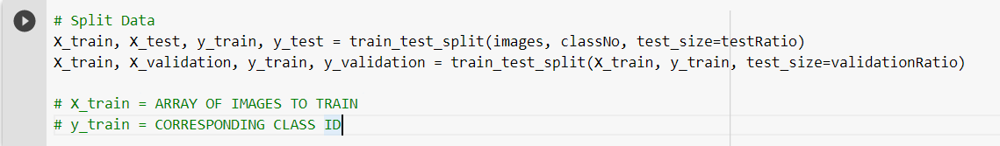 # Split Data
X_train, X_test, y_train, y_test = train_test_split(images, classNo, test_size=testRatio)
X_train, X_validation, y_train, y_validation = train_test_split(X_train, y_train, test_size=validationRatio)
# X_train = ARRAY OF IMAGES TO TRAIN
# y_train = CORRESPONDING CLASS ID